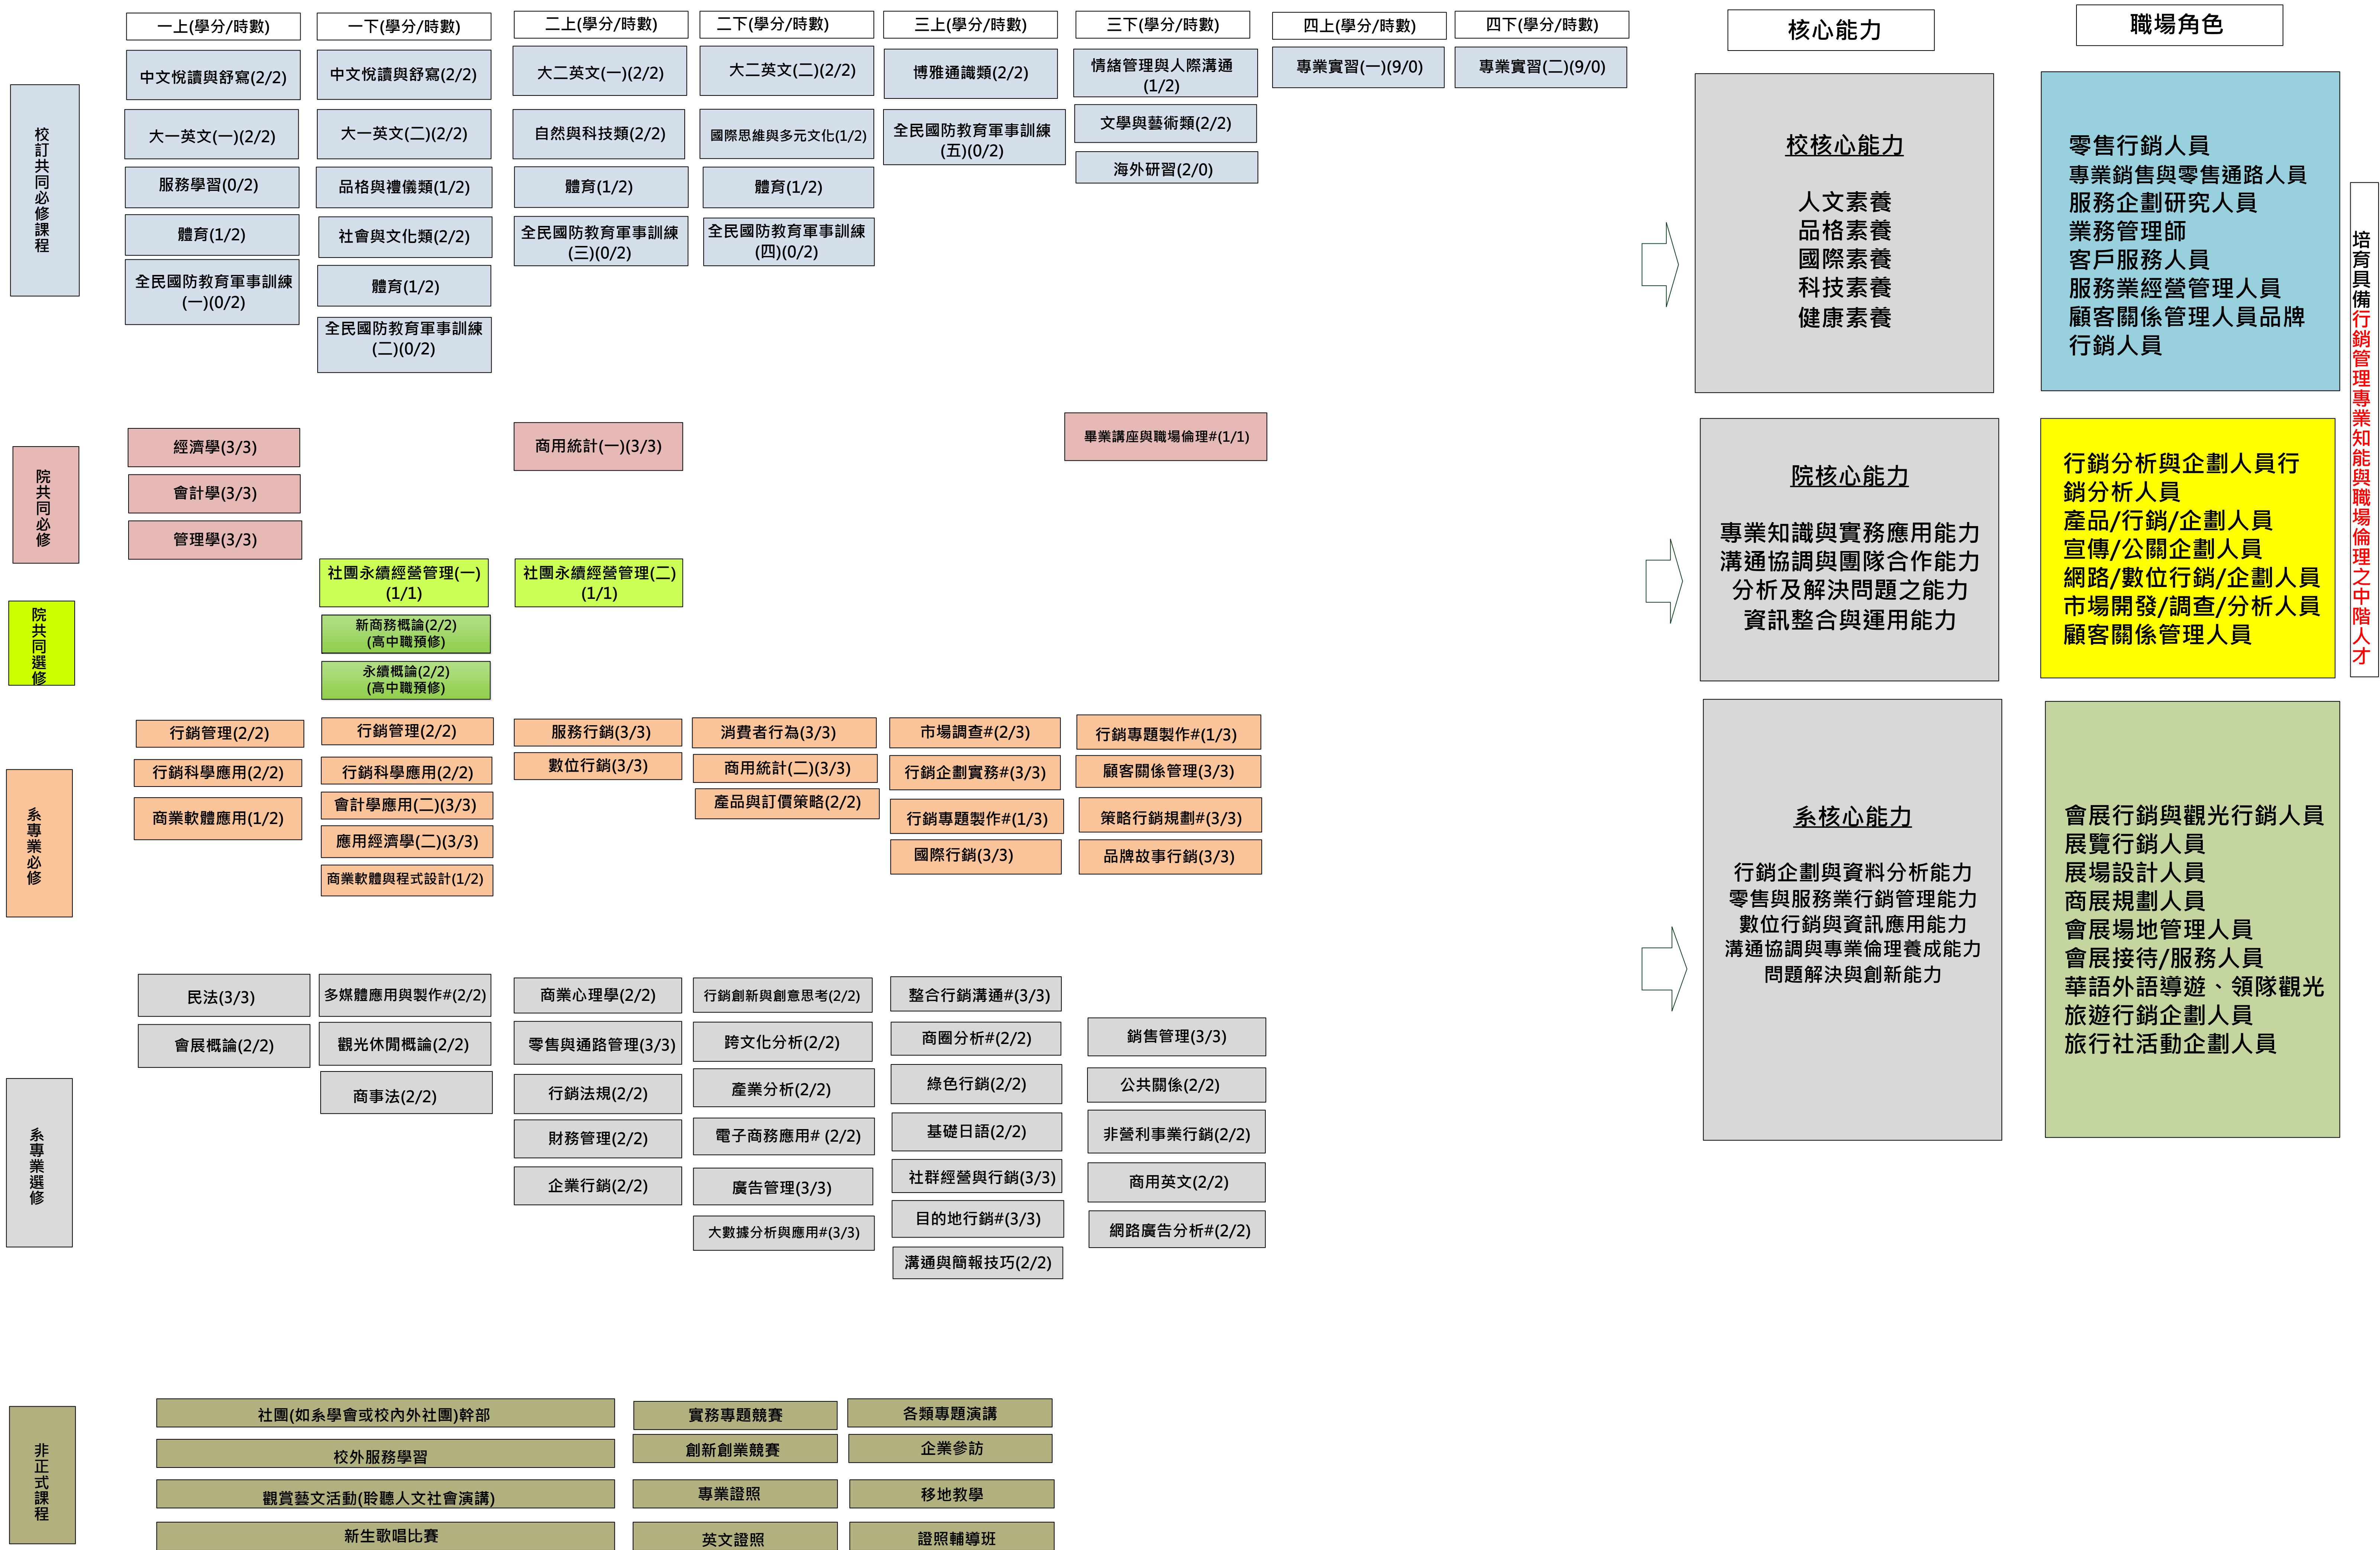 一上(學分/時數)
一下(學分/時數)
二上(學分/時數)
二下(學分/時數)
三上(學分/時數)
三下(學分/時數)
四上(學分/時數)
四下(學分/時數)
核心能力
職場角色
校訂共同必修課程
中文悅讀與舒寫(2/2)
大一英文(一)(2/2)
服務學習(0/2)
體育(1/2)
全民國防教育軍事訓練
(一)(0/2)
中文悅讀與舒寫(2/2)
大一英文(二)(2/2)
品格與禮儀類(1/2)
社會與文化類(2/2)
體育(1/2)
全民國防教育軍事訓練
(二)(0/2)
大二英文(一)(2/2)
自然與科技類(2/2)
體育(1/2)
全民國防教育軍事訓練
(三)(0/2)
大二英文(二)(2/2)
國際思維與多元文化(1/2)
體育(1/2)
全民國防教育軍事訓練
(四)(0/2)
博雅通識類(2/2)
全民國防教育軍事訓練
(五)(0/2)
情緒管理與人際溝通
(1/2)
文學與藝術類(2/2)
海外研習(2/0)
專業實習(一)(9/0)
專業實習(二)(9/0)
校核心能力
人文素養
品格素養
國際素養
科技素養
健康素養
零售行銷人員
專業銷售與零售通路人員
服務企劃研究人員
業務管理師
客戶服務人員
服務業經營管理人員
顧客關係管理人員品牌
行銷人員
培育具備行銷管理專業知能與職場倫理之中階人才
院共同必修
經濟學(3/3)
會計學(3/3)
管理學(3/3)
商用統計(一)(3/3)
畢業講座與職場倫理#(1/1)
院共同選修
社團永續經營管理(一)
(1/1)
新商務概論(2/2)
(高中職預修)
永續概論(2/2)
(高中職預修)
社團永續經營管理(二)
(1/1)
院核心能力
專業知識與實務應用能力
溝通協調與團隊合作能力
分析及解決問題之能力
資訊整合與運用能力
行銷分析與企劃人員行
銷分析人員
產品/行銷/企劃人員
宣傳/公關企劃人員
網路/數位行銷/企劃人員
市場開發/調查/分析人員
顧客關係管理人員
系專業必修
行銷管理(2/2)
行銷科學應用(2/2)
商業軟體應用(1/2)
行銷管理(2/2)
行銷科學應用(2/2)
會計學應用(二)(3/3)
應用經濟學(二)(3/3)
商業軟體與程式設計(1/2)
服務行銷(3/3)
數位行銷(3/3)
消費者行為(3/3)
商用統計(二)(3/3)
產品與訂價策略(2/2)
市場調查#(2/3)
行銷企劃實務#(3/3)
行銷專題製作#(1/3)
國際行銷(3/3)
行銷專題製作#(1/3)
顧客關係管理(3/3)
策略行銷規劃#(3/3)
品牌故事行銷(3/3)
系核心能力
行銷企劃與資料分析能力
零售與服務業行銷管理能力
數位行銷與資訊應用能力
溝通協調與專業倫理養成能力
問題解決與創新能力
會展行銷與觀光行銷人員
展覽行銷人員
展場設計人員
商展規劃人員
會展場地管理人員
會展接待/服務人員
華語外語導遊、領隊觀光
旅遊行銷企劃人員
旅行社活動企劃人員
系專業選修
民法(3/3)
會展概論(2/2)
多媒體應用與製作#(2/2)
觀光休閒概論(2/2)
商事法(2/2)
商業心理學(2/2)
零售與通路管理(3/3)
行銷法規(2/2)
財務管理(2/2)
企業行銷(2/2)
行銷創新與創意思考(2/2)
跨文化分析(2/2)
產業分析(2/2)
電子商務應用# (2/2)
廣告管理(3/3)
大數據分析與應用#(3/3)
整合行銷溝通#(3/3)
商圈分析#(2/2)
綠色行銷(2/2)
基礎日語(2/2)
社群經營與行銷(3/3)
目的地行銷#(3/3)
溝通與簡報技巧(2/2)
銷售管理(3/3)
公共關係(2/2)
非營利事業行銷(2/2)
商用英文(2/2)
網路廣告分析#(2/2)
非正式課程
社團(如系學會或校內外社團)幹部
校外服務學習
觀賞藝文活動(聆聽人文社會演講)
新生歌唱比賽
實務專題競賽
創新創業競賽
專業證照
英文證照
各類專題演講
企業參訪
移地教學
證照輔導班